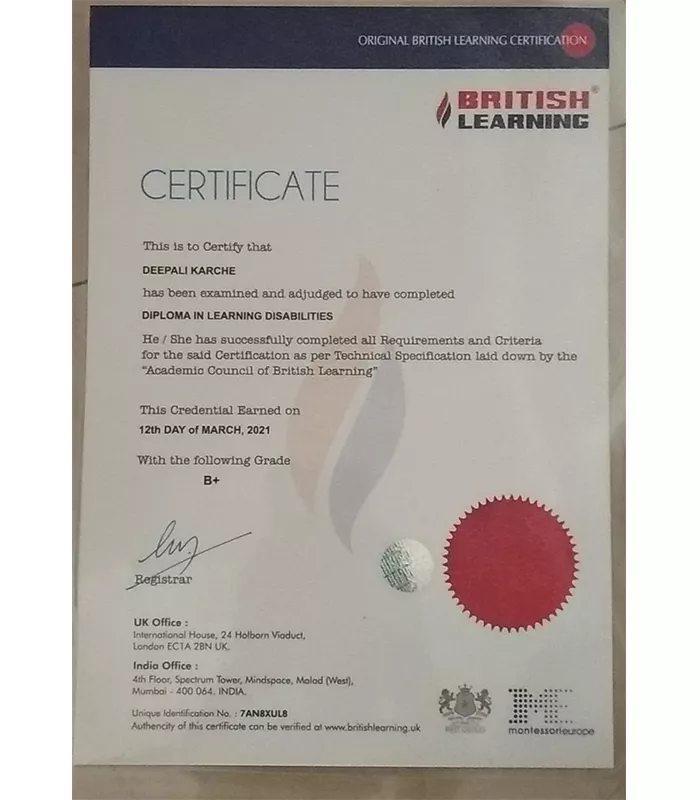 ORIGINAL BRITISH LEARNING CERTIFICATION
BRITISH®
LEARNING
CERTIFICATE
This is to Certify that
DEEPALI KARCHE
has been examined and adjudged to have completed
DIPLOMA IN LEARNING DISABILITIES
He / She has successfully completed all Requirements and Criteria
for the said Certification as per Technical Specification laid down by the
"Academic Council of British Learning"
This Credential Earned on
12th DAY of MARCH, 2021
With the following Grade
B+
Registrar
UK Office :
International House, 24 Holborn Viaduct,
London EC1A 2BN UK.
India Office :
4th Floor, Spectrum Tower, Mindspace, Malad (West),
Mumbai - 400 064. INDIA.
Unique Identification No. : 7AN8XUL8
Authencity of this certificate can be verified at www.britishlearning.uk
montessorieurope